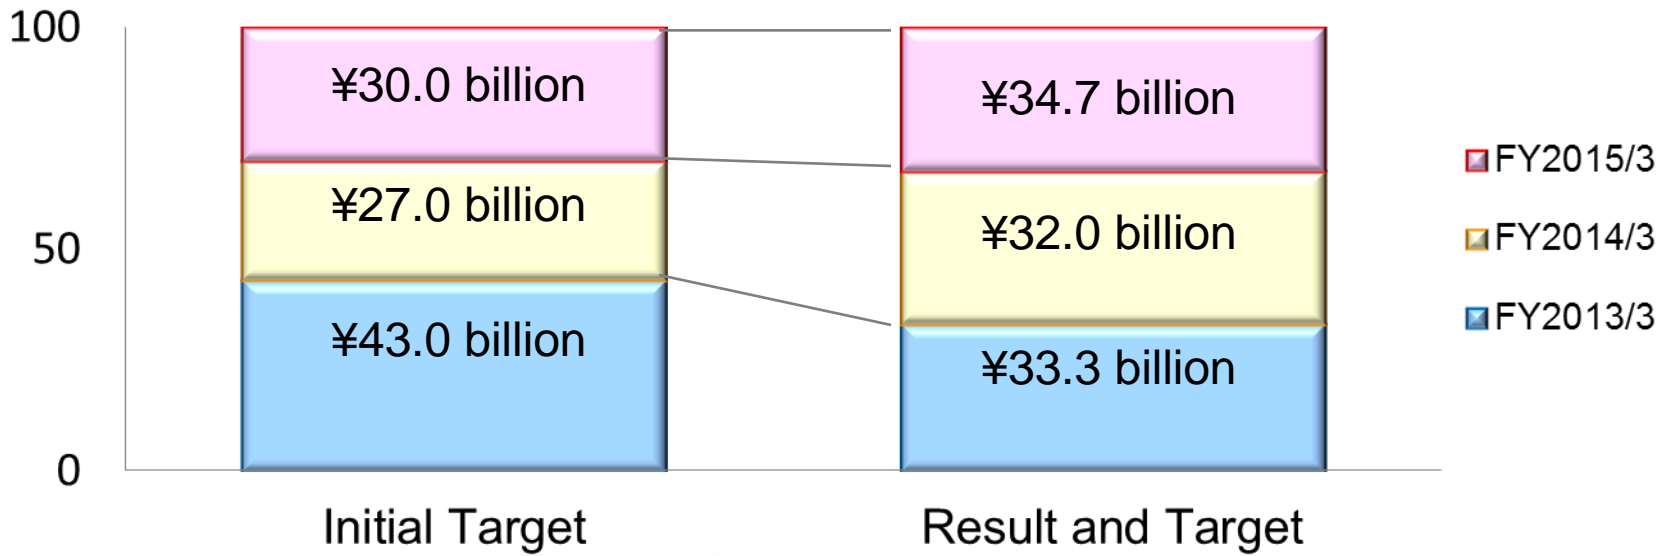 100
50
0
¥30.0 billion
¥27.0 billion
¥43.0 billion
¥34.7 billion
¥32.0 billion
¥33.3 billion
Initial Target
Result and Target
FY2015/3
FY2014/3
FY2013/3